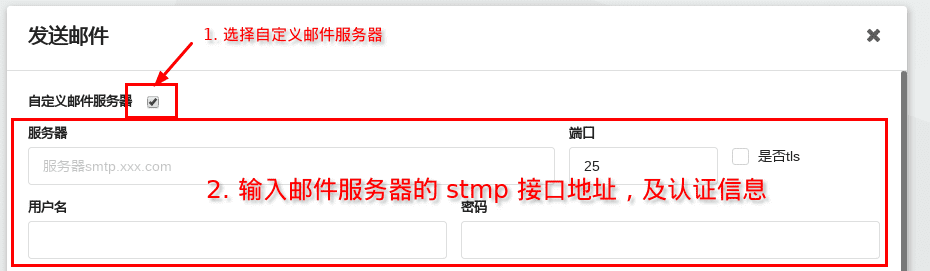 发送邮件
1. 选择自定义邮件服务器
自定义邮件服务器
服务器
端口
服务器smtp.xxx.com
25
是否tls
2. 输入邮件服务器的 stmp 接口地址，及认证信息
用户名
密码